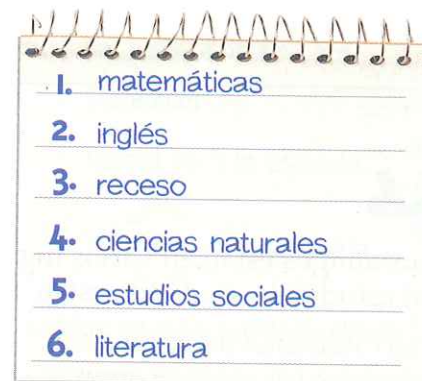 1. matemáticas
2. inglés
3. receso
4. ciencias naturales
5. estudios sociales
6. literatura